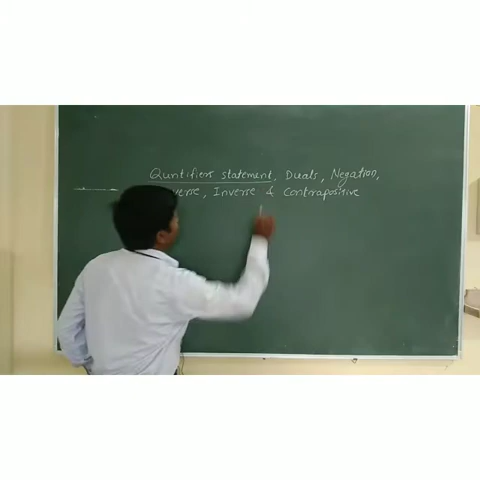 Quntifiers statement, Duals, Negation,
Inverse & Contrapositive